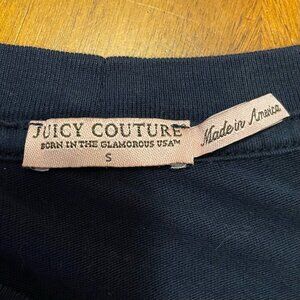 JUICY COUTURE
BORN IN THE GLAMOROUS USA™
S
Made in America